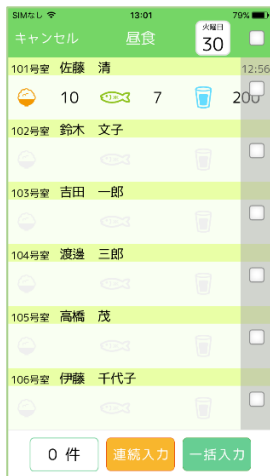 SIMなし 13:01 79%
キャンセル 昼食 火曜日 30
101号室 佐藤 清 12:56
10 7 200
102号室 鈴木 文子
103号室 吉田 一郎
104号室 渡邊 三郎
105号室 高橋 茂
106号室 伊藤 千代子
0 件 連続入力 一括入力